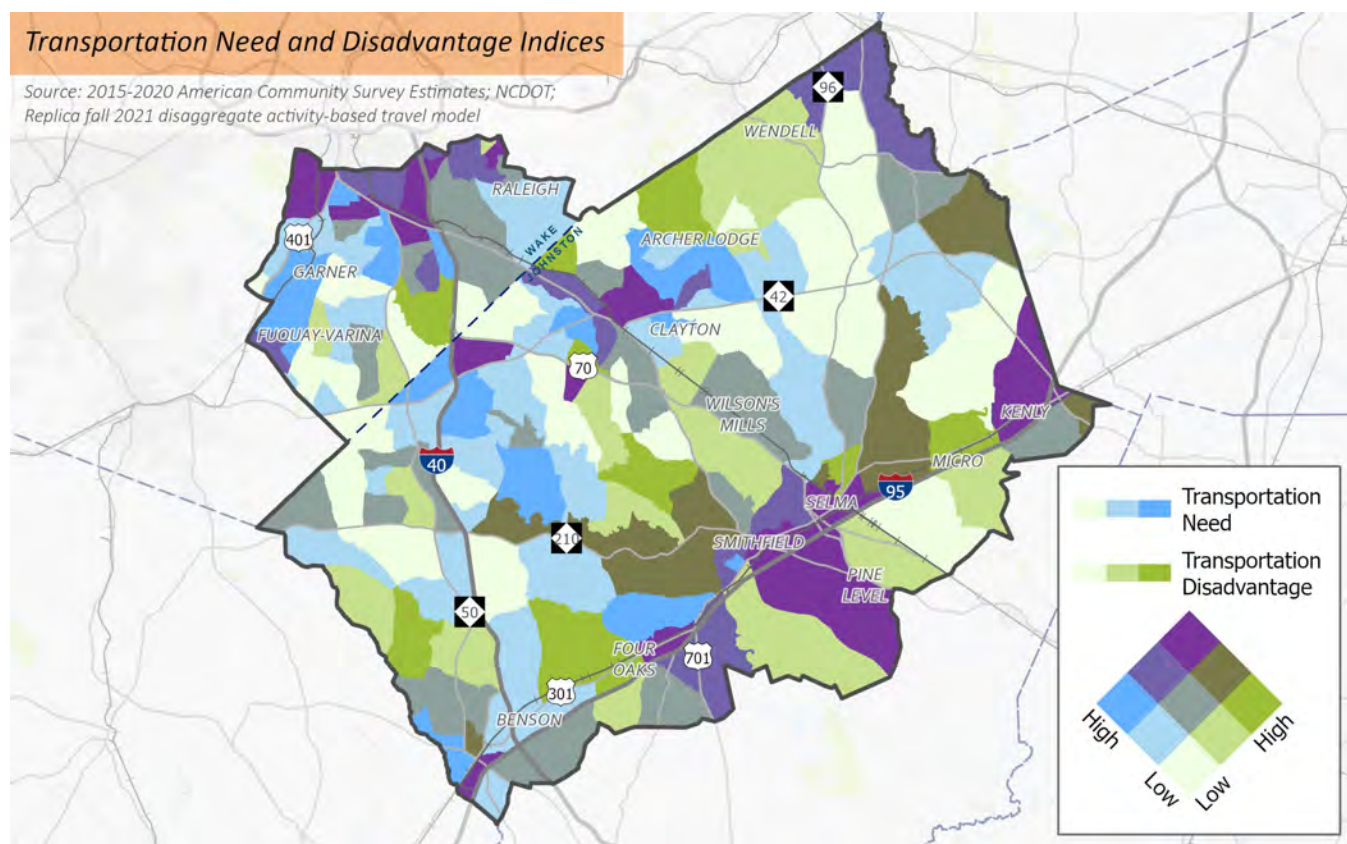 Transportation Need and Disadvantage Indices
Source: 2015-2020 American Community Survey Estimates; NCDOT;
Replica fall 2021 disaggregate activity-based travel model
96
WENDELL
RALEIGH
401
WAKE
JOHNSTON
ARCHER LODGE
GARNER
42
FUQUAY-VARINA
CLAYTON
70
WILSON'S
MILLS
KENLY
40
MICRO
95
SELMA
210
SMITHFIELD
PINE
LEVEL
50
FOUR
OAKS
701
301
BENSON
Transportation
Need
Transportation
Disadvantage
High
Low
Low
High